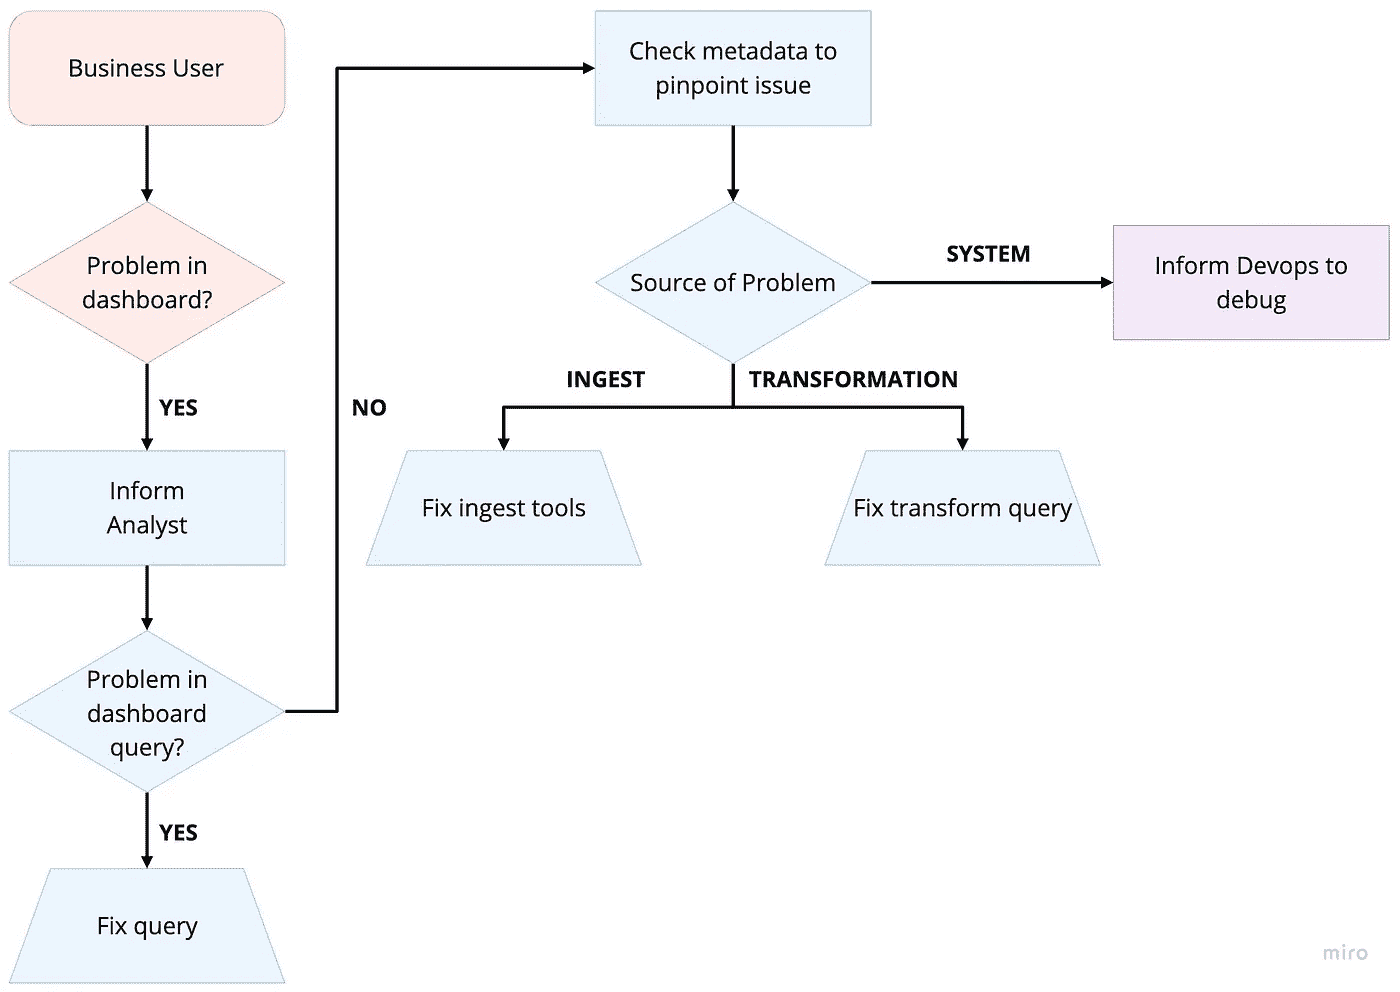 Business User
Problem in
dashboard?
YES
Inform
Analyst
Problem in
dashboard
query?
YES
Fix query
NO
Check metadata to
pinpoint issue
Source of Problem
SYSTEM
Inform Devops to
debug
INGEST
TRANSFORMATION
Fix ingest tools
Fix transform query
miro